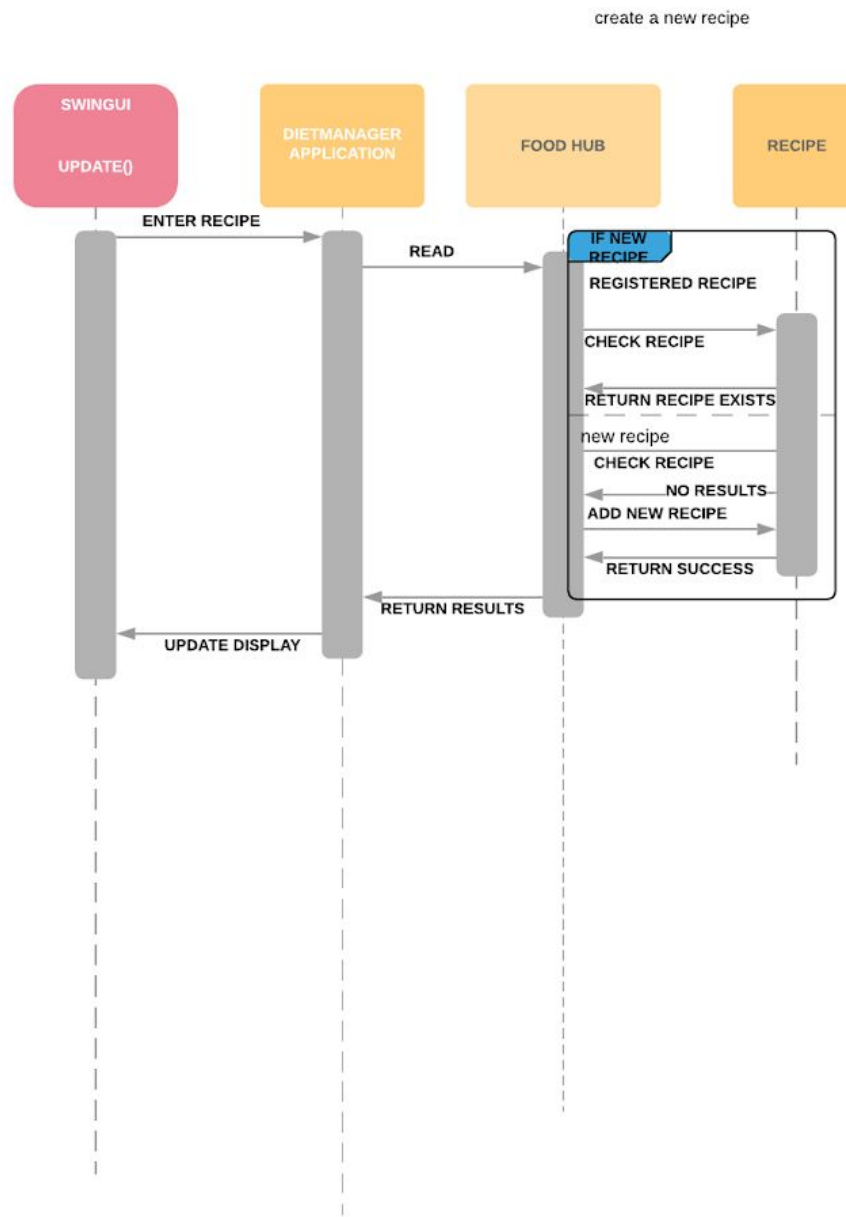 create a new recipe
SWINGUI
UPDATE()
DIETMANAGER
APPLICATION
FOOD HUB
RECIPE
ENTER RECIPE
READ
IF NEW
RECIPE
REGISTERED RECIPE
CHECK RECIPE
RETURN RECIPE EXISTS
new recipe
CHECK RECIPE
NO RESULTS
ADD NEW RECIPE
RETURN SUCCESS
RETURN RESULTS
UPDATE DISPLAY